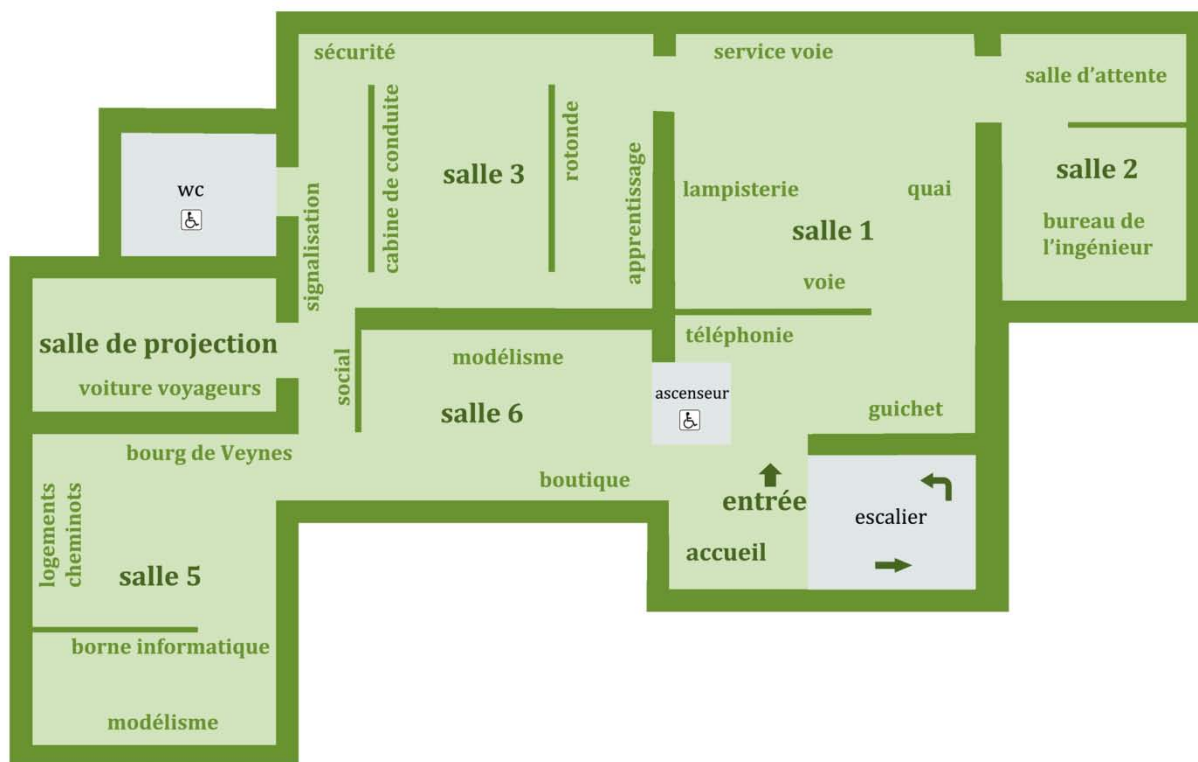 sécurité
service voie
salle d'attente
cabine de conduite
rotonde
apprentissage
salle 3
wc
signalisation
lampisterie
quai
salle 1
voie
salle 2
bureau de
l'ingénieur
salle de projection
voiture voyageurs
social
modélisme
salle 6
téléphonie
ascenseur
guichet
bourg de Veynes
boutique
entrée
accueil
escalier
logements
cheminots
salle 5
borne informatique
modélisme